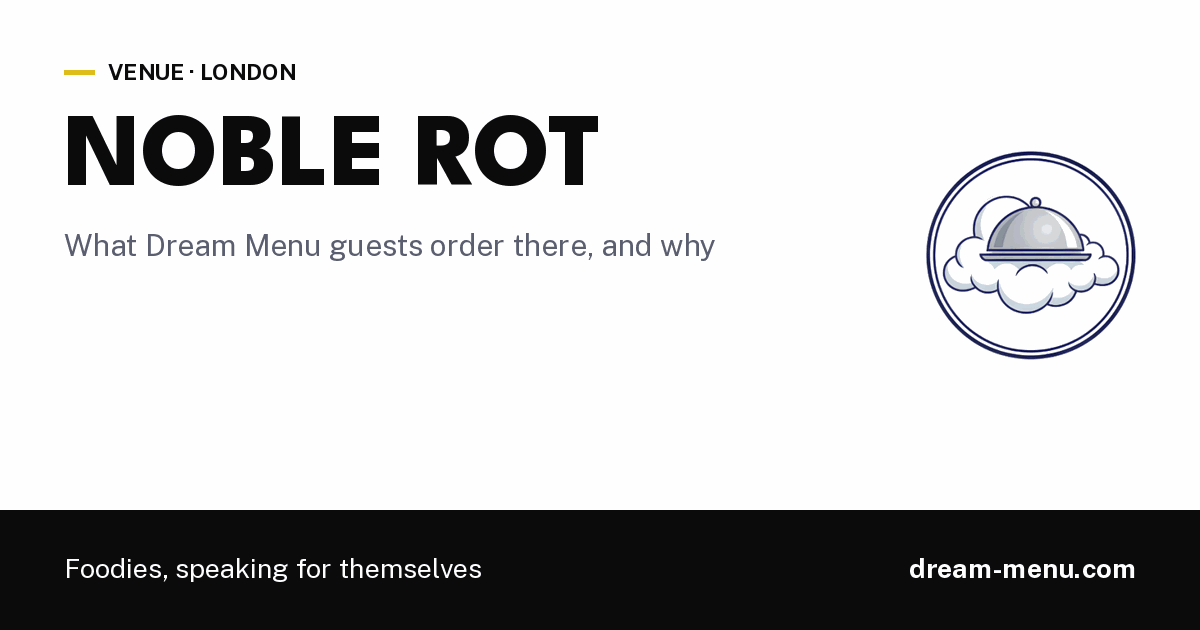 VENUE · LONDON
NOBLE ROT
What Dream Menu guests order there, and why
Foodies, speaking for themselves
dream-menu.com